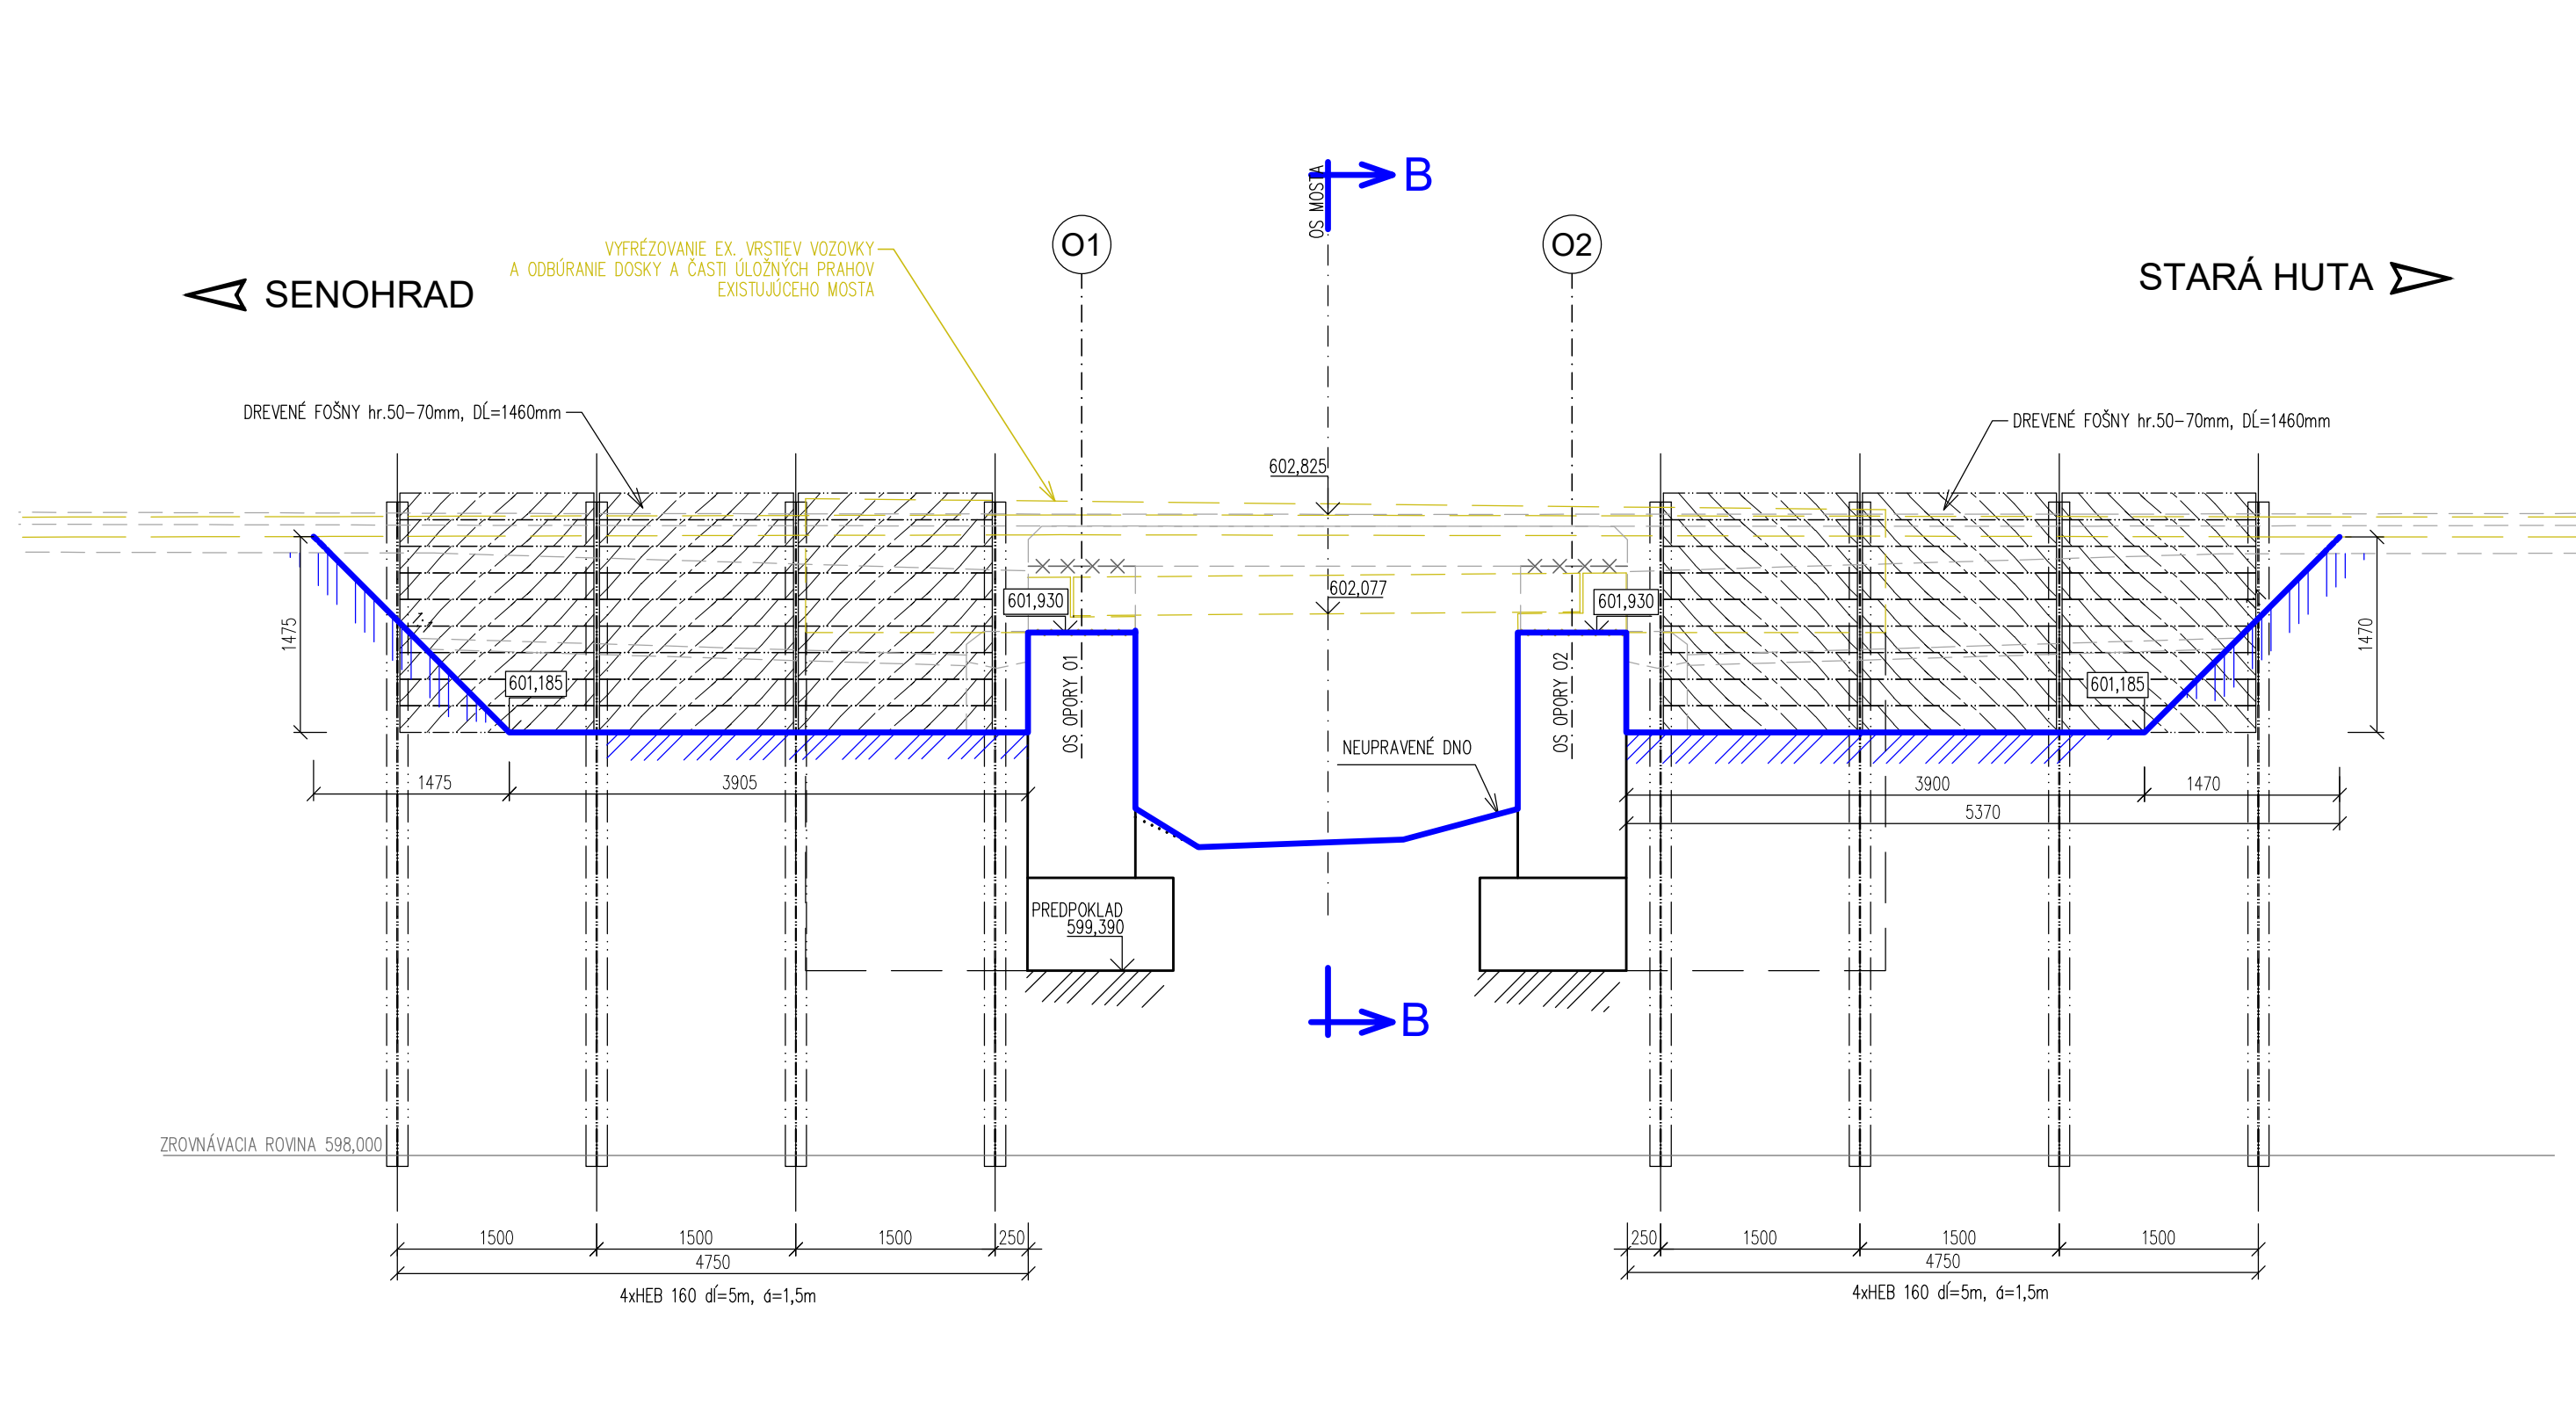 B
OS MOSTA
O1
O2
VYFRÉZOVANIE EX. VRSTIEV VOZOVKY
A ODBÚRANIE DOSKY A ČASTI ÚLOŽNÝCH PRAHOV
EXISTUJÚCEHO MOSTA
SENOHRAD
STARÁ HUTA
DREVENÉ FOŠNY hr.50-70mm, DĹ=1460mm
DREVENÉ FOŠNY hr.50-70mm, DĹ=1460mm
602,825
602,077
601,930
601,930
1475
1470
601,185
601,185
OS OPORY O1
OS OPORY O2
NEUPRAVENÉ DNO
1475
3905
3900
1470
5370
PREDPOKLAD
599,390
B
ZROVNÁVACIA ROVINA 598,000
1500
1500
1500
250
250
1500
1500
1500
4750
4750
4xHEB 160 dĺ=5m, á=1,5m
4xHEB 160 dĺ=5m, á=1,5m